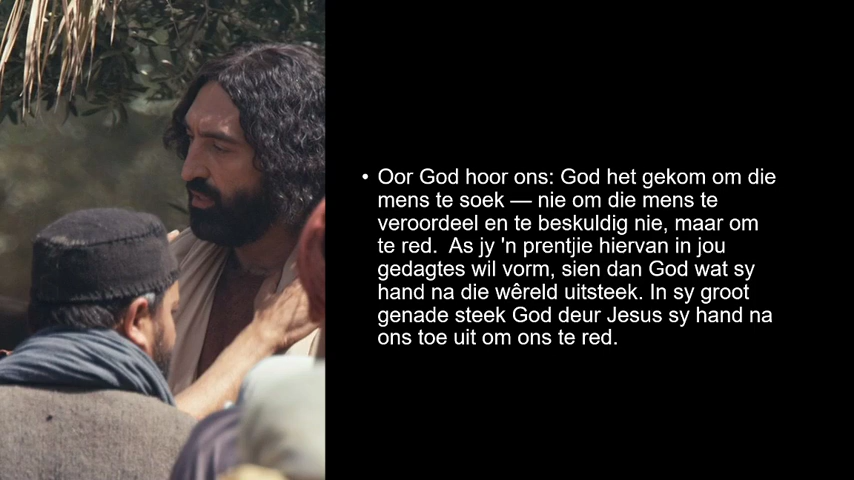 • Oor God hoor ons: God het gekom om die
mens te soek — nie om die mens te
veroordeel en te beskuldig nie, maar om
te red.  As jy 'n prentjie hiervan in jou
gedagtes wil vorm, sien dan God wat sy
hand na die wêreld uitsteek. In sy groot
genade steek God deur Jesus sy hand na
ons toe uit om ons te red.